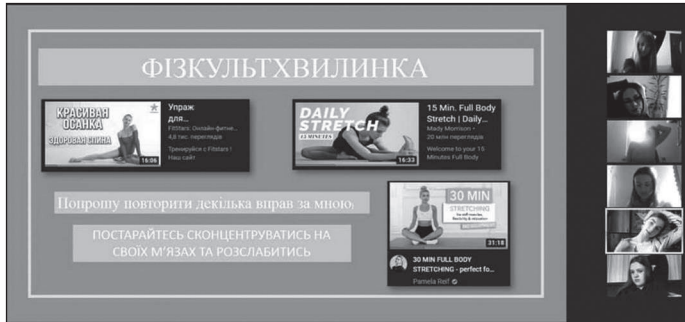 ФІЗКУЛЬТХВИЛИНКА
КРАСИВАЯ
ОСАНКА
ЗДОРОВАЯ СПИНА
16:06
Упраж
для...
FitStars: Онлайн-фитне...
4,8 тис. переглядів
Тренируйся с Fitstars !
Наш сайт
DAILY
STRETCH
15 MINUTES
16:33
15 Min. Full Body
Stretch | Daily...
Mady Morrison
20 млн переглядів
Welcome to your 15
Minutes Full Body
Попрошу повторити декілька вправ за мною,
ПОСТАРАЙТЕСЬ СКОНЦЕНТРУВАТИСЬ НА
СВОЇХ М'ЯЗАХ ТА РОЗСЛАБИТИСЬ
30 MIN
STRETCHING
31:18
30 MIN FULL BODY
STRETCHING - perfect fo...
Pamela Reif